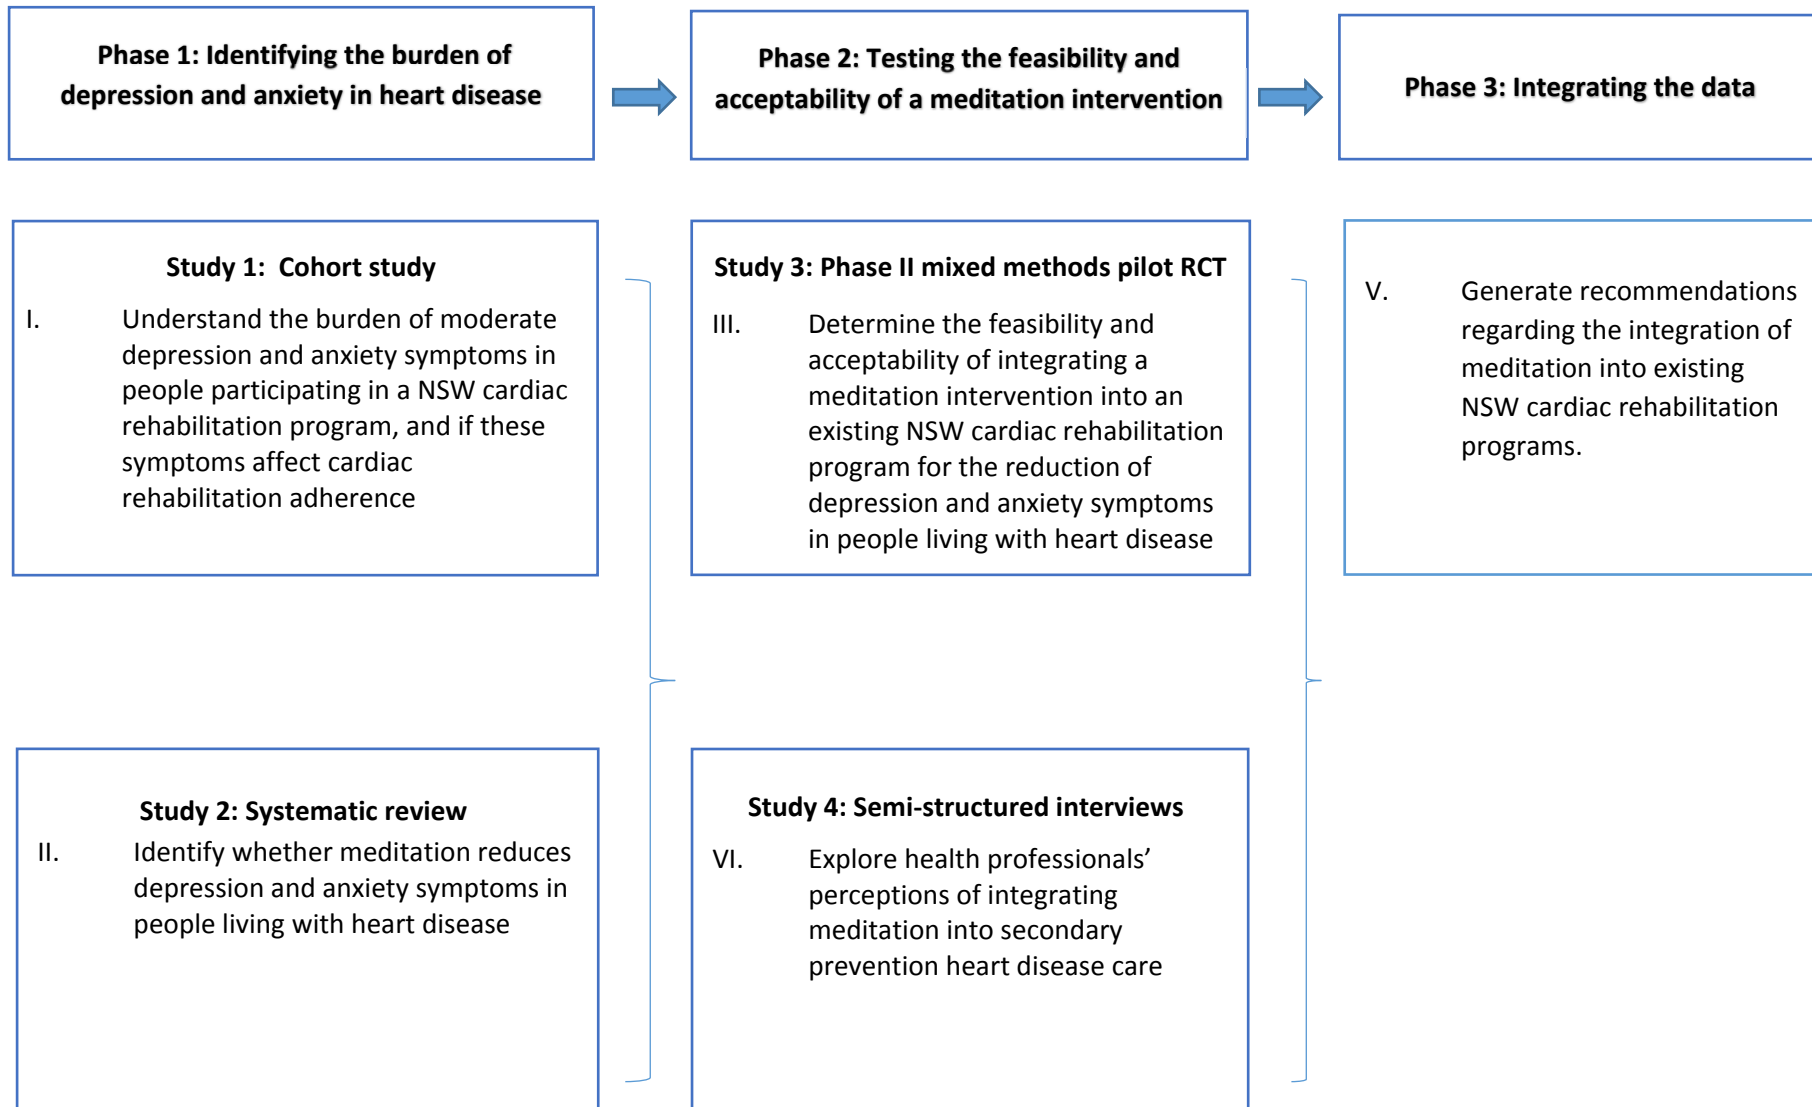 Phase 1: Identifying the burden of
depression and anxiety in heart disease
Phase 2: Testing the feasibility and
acceptability of a meditation intervention
Phase 3: Integrating the data
Study 1:  Cohort study
I. Understand the burden of moderate
depression and anxiety symptoms in
people participating in a NSW cardiac
rehabilitation program, and if these
symptoms affect cardiac
rehabilitation adherence
Study 3: Phase II mixed methods pilot RCT
III. Determine the feasibility and
acceptability of integrating a
meditation intervention into an
existing NSW cardiac rehabilitation
program for the reduction of
depression and anxiety symptoms
in people living with heart disease
V. Generate recommendations
regarding the integration of
meditation into existing
NSW cardiac rehabilitation
programs.
Study 2: Systematic review
II. Identify whether meditation reduces
depression and anxiety symptoms in
people living with heart disease
Study 4: Semi-structured interviews
VI. Explore health professionals’
perceptions of integrating
meditation into secondary
prevention heart disease care